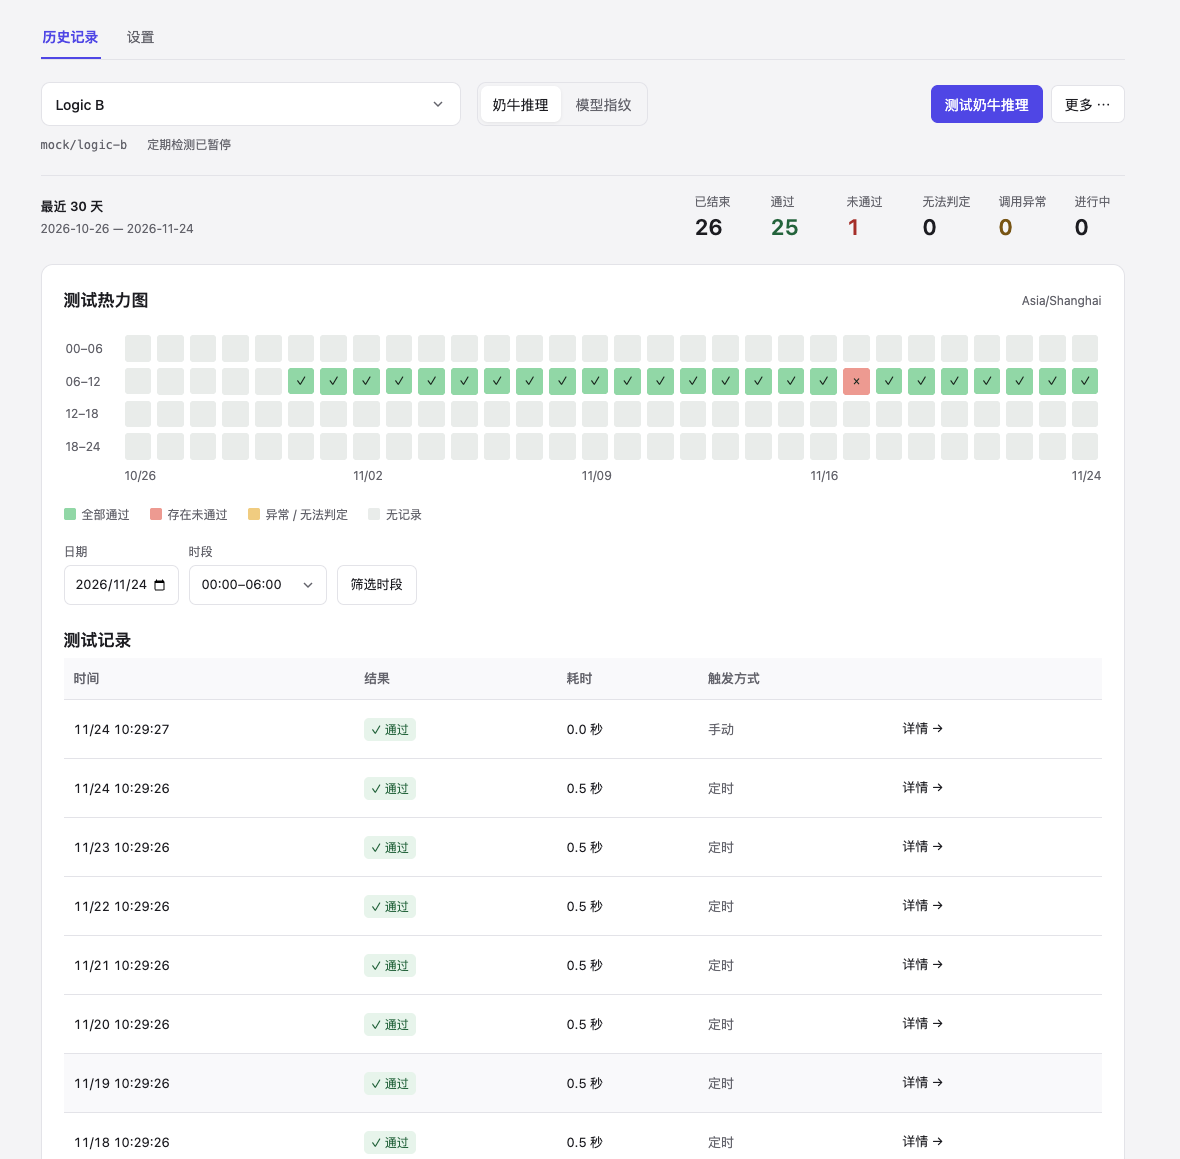 历史记录 设置
Logic B 奶牛推理 模型指纹 测试奶牛推理 更多 ···
mock/logic-b 定期检测已暂停
最近 30 天
2026-10-26 — 2026-11-24
已结束 通过 未通过 无法判定 调用异常 进行中
26 25 1 0 0 0
测试热力图 Asia/Shanghai
00–06
06–12 ✓ ✓ ✓ ✓ ✓ ✓ ✓ ✓ ✓ ✓ ✓ ✓ ✓ ✓ ✓ ✓ ✓ × ✓ ✓ ✓ ✓ ✓ ✓ ✓
12–18
18–24
10/26 11/02 11/09 11/16 11/24
全部通过 存在未通过 异常 / 无法判定 无记录
日期 时段
2026/11/24 00:00–06:00 筛选时段
测试记录
时间 结果 耗时 触发方式
11/24 10:29:27 ✓ 通过 0.0 秒 手动 详情 →
11/24 10:29:26 ✓ 通过 0.5 秒 定时 详情 →
11/23 10:29:26 ✓ 通过 0.5 秒 定时 详情 →
11/22 10:29:26 ✓ 通过 0.5 秒 定时 详情 →
11/21 10:29:26 ✓ 通过 0.5 秒 定时 详情 →
11/20 10:29:26 ✓ 通过 0.5 秒 定时 详情 →
11/19 10:29:26 ✓ 通过 0.5 秒 定时 详情 →
11/18 10:29:26 ✓ 通过 0.5 秒 定时 详情 →